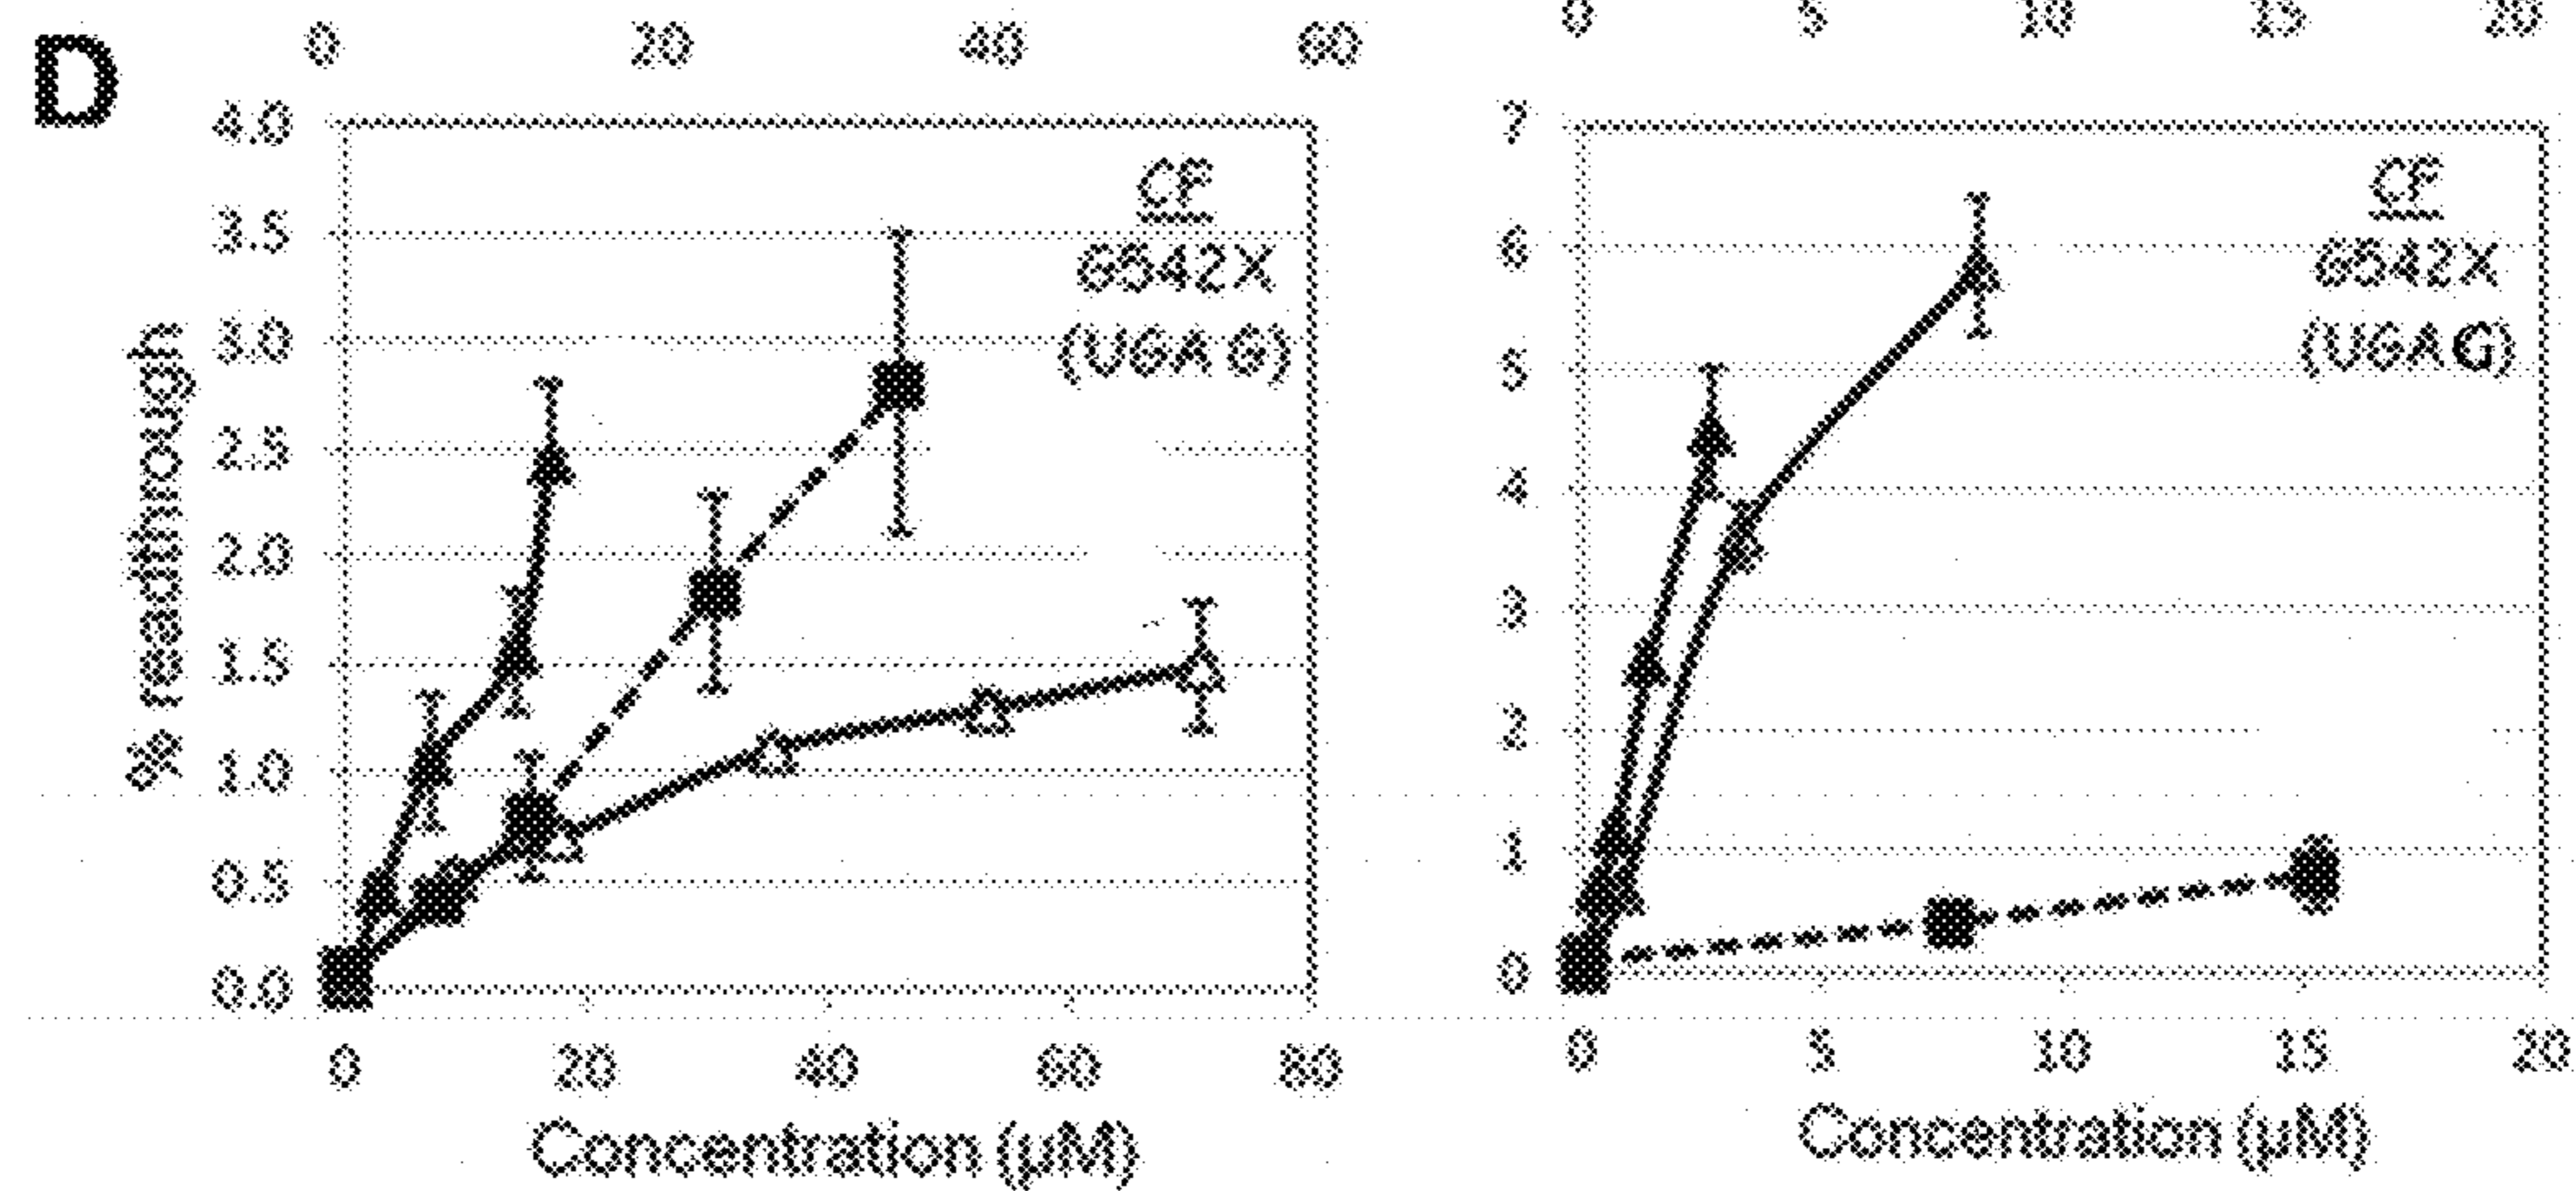 0 20 40 60
0 5 10 15 20
D
4.0
3.5
3.0
2.5
2.0
1.5
1.0
0.5
0.0
% readthrough
CF
G542X
(UGA G)
0 20 40 60 80
Concentration (μM)
7
6
5
4
3
2
1
0
CF
G542X
(UGA G)
0 5 10 15 20
Concentration (μM)